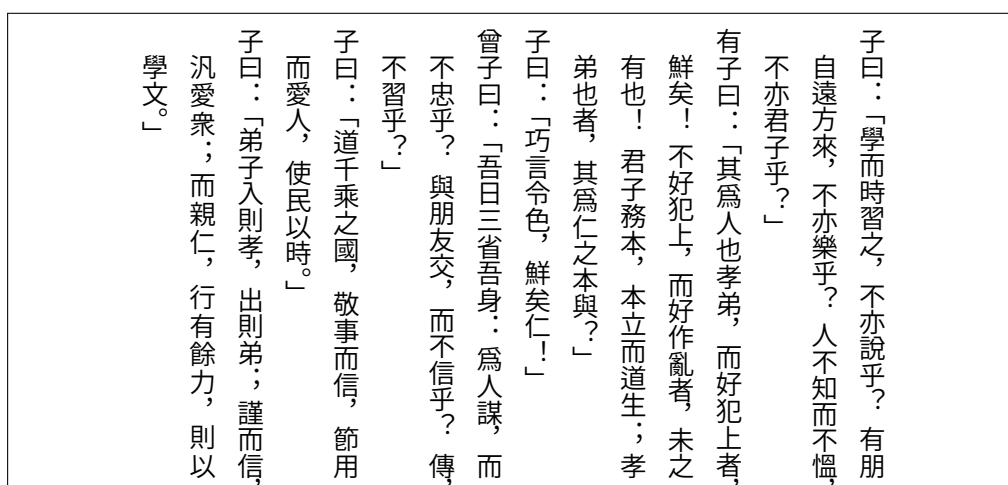 子曰：「學而時習之，不亦說乎？有朋
自遠方來，不亦樂乎？人不知而不慍，
不亦君子乎？」
有子曰：「其爲人也孝弟，而好犯上者，
鮮矣！不好犯上，而好作亂者，未之
有也！君子務本，本立而道生；孝
弟也者，其爲仁之本與？」
子曰：「巧言令色，鮮矣仁！」
曾子曰：「吾日三省吾身：爲人謀，而
不忠乎？與朋友交，而不信乎？傳，
不習乎？」
子曰：「道千乘之國，敬事而信，節用
而愛人，使民以時。」
子曰：「弟子入則孝，出則弟；謹而信，
汎愛衆；而親仁，行有餘力，則以
學文。」